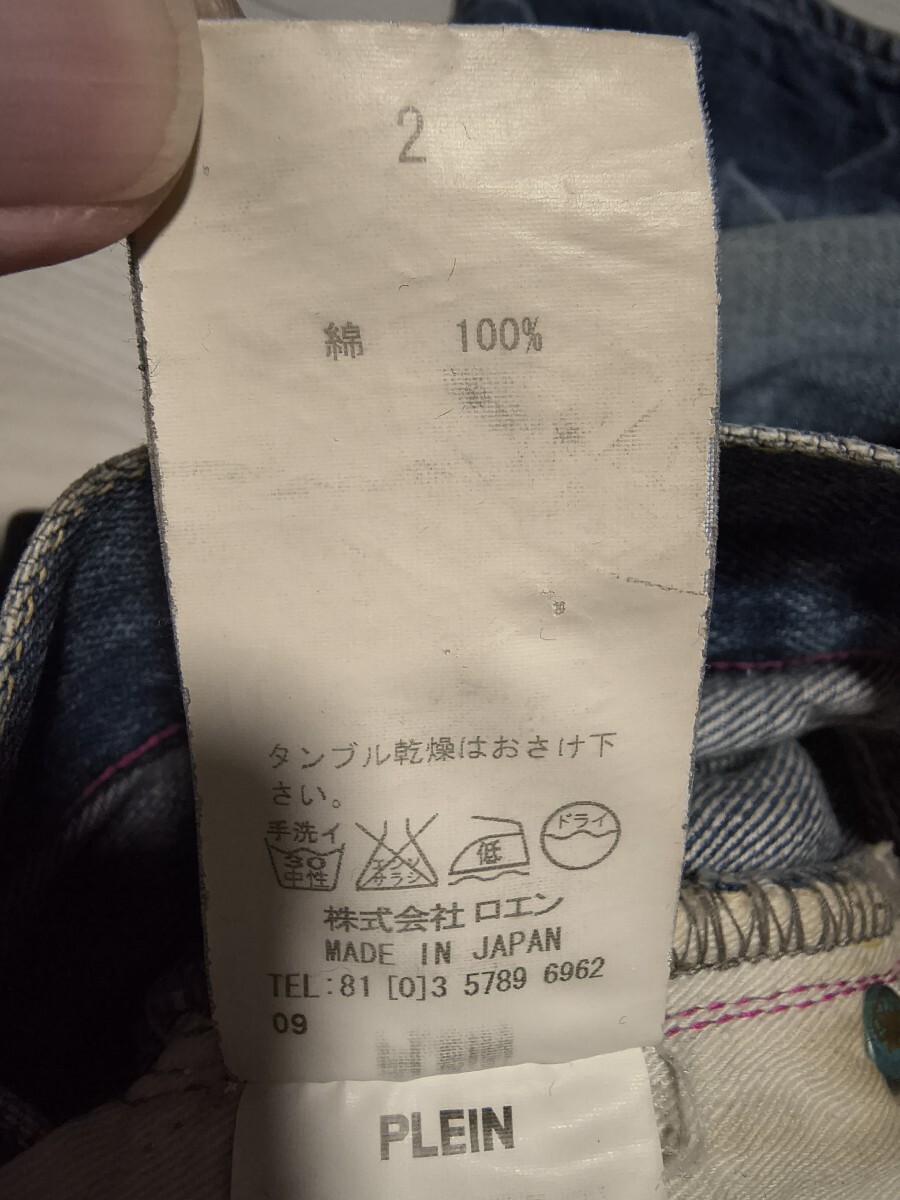 2
綿 100%
タンブル乾燥はおさけ下
さい。
手洗イ
30
中性
エンソ
サラシ
低
ドライ
株式会社 ロエン
MADE IN JAPAN
TEL:81 [0]3 5789 6962
09
PLEIN